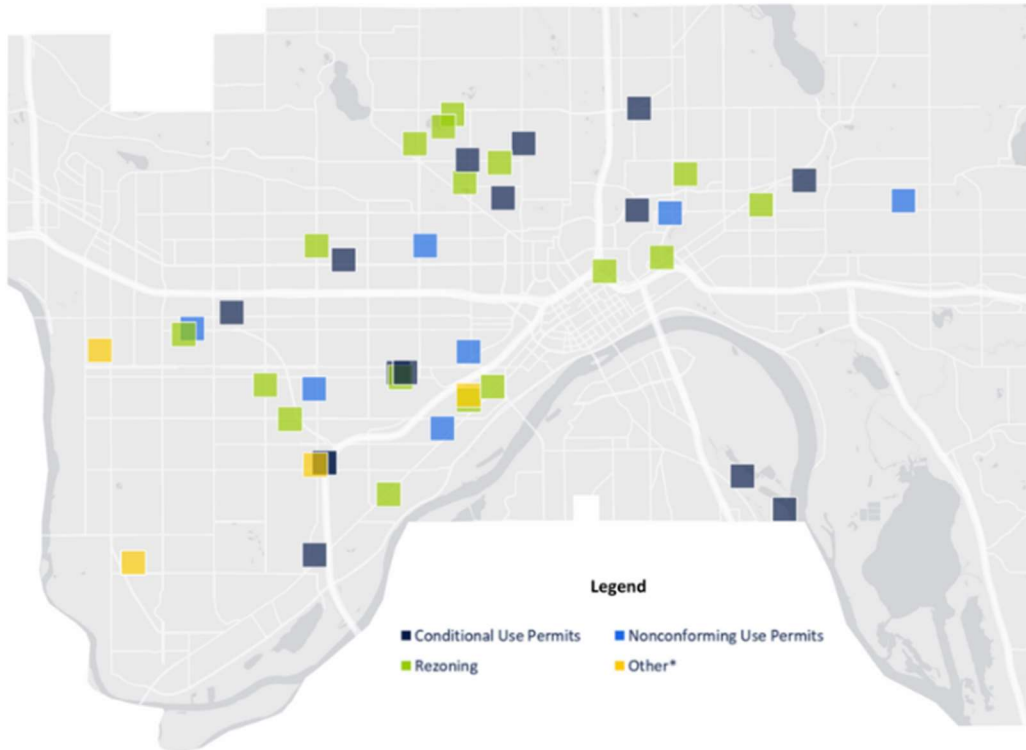 Legend
Conditional Use Permits Nonconforming Use Permits
Rezoning Other*